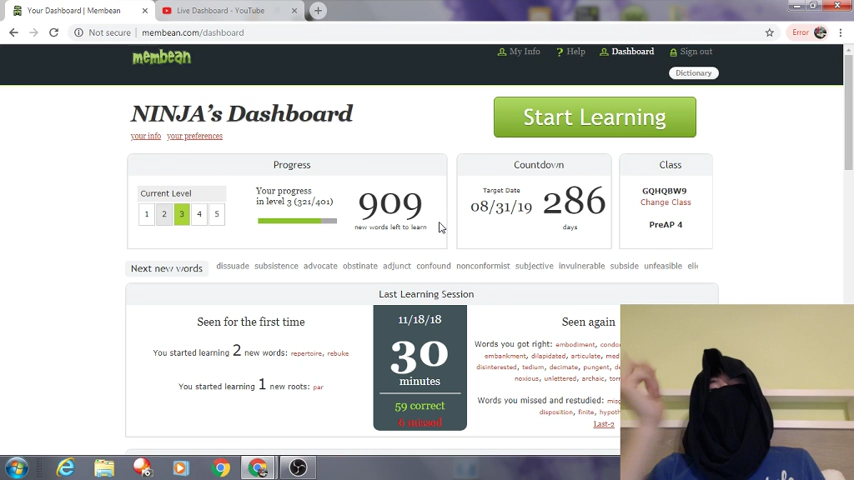 Your Dashboard | Membean
Live Dashboard - YouTube
Not secure | membean.com/dashboard
Error
membean
My Info ? Help Dashboard Sign out
Dictionary
NINJA's Dashboard
your info your preferences
Start Learning
Progress
Current Level
1 2 3 4 5
Your progress
in level 3 (321/401)
909
new words left to learn
Countdown
Target Date
08/31/19
286
days
Class
GQHQBW9
Change Class
PreAP 4
Next new words dissuade subsistence advocate obstinate adjunct confound nonconformist subjective invulnerable subside unfeasible
Last Learning Session
Seen for the first time
You started learning 2 new words: repertoire, rebuke
You started learning 1 new roots: par
11/18/18
30
minutes
59 correct
6 missed
Seen again
Words you got right: embodiment,
embankment, dilapidated, articulate,
disinterested, tedium, decimate, pungent,
noxious, unlettered, archaic,
Words you missed and restudied:
disposition, finite,
Last-2